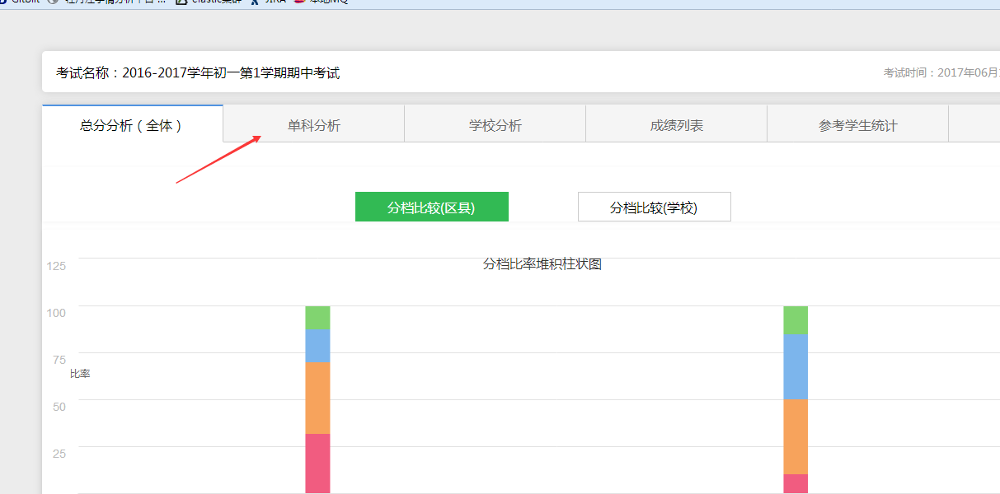 考试名称：2016-2017学年初一第1学期期中考试
考试时间：2017年06月
总分分析（全体） 单科分析 学校分析 成绩列表 参考学生统计
分档比较(区县) 分档比较(学校)
分档比率堆积柱状图
125
100
75
比率
50
25